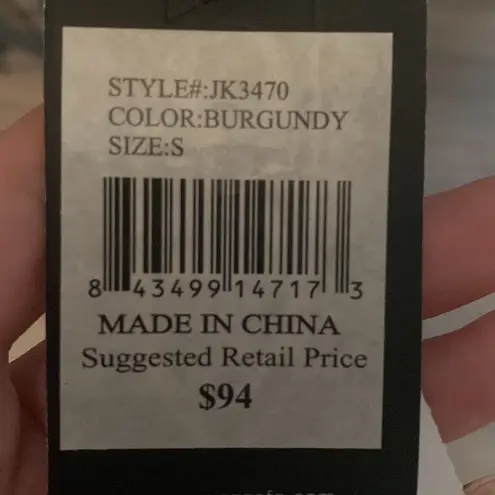 STYLE#:JK3470
COLOR:BURGUNDY
SIZE:S
8 43499 14717 3
MADE IN CHINA
Suggested Retail Price
$94